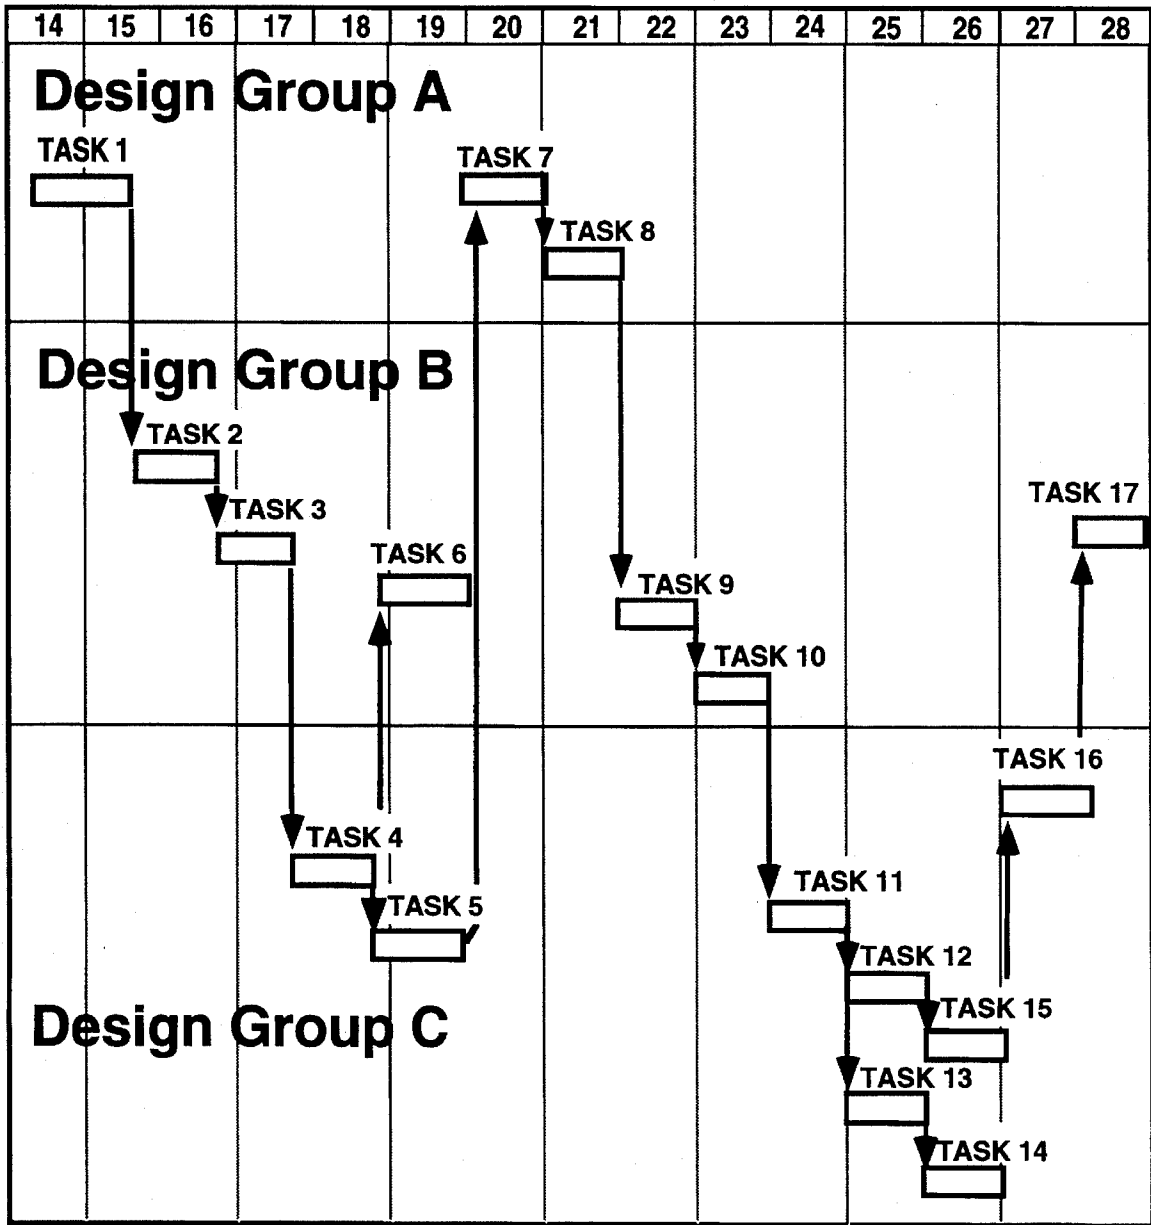 14 15 16 17 18 19 20 21 22 23 24 25 26 27 28
Design Group A
TASK 1
TASK 7
TASK 8
Design Group B
TASK 2
TASK 3
TASK 6
TASK 17
TASK 9
TASK 10
TASK 16
TASK 4
TASK 11
TASK 5
TASK 12
Design Group C
TASK 15
TASK 13
TASK 14